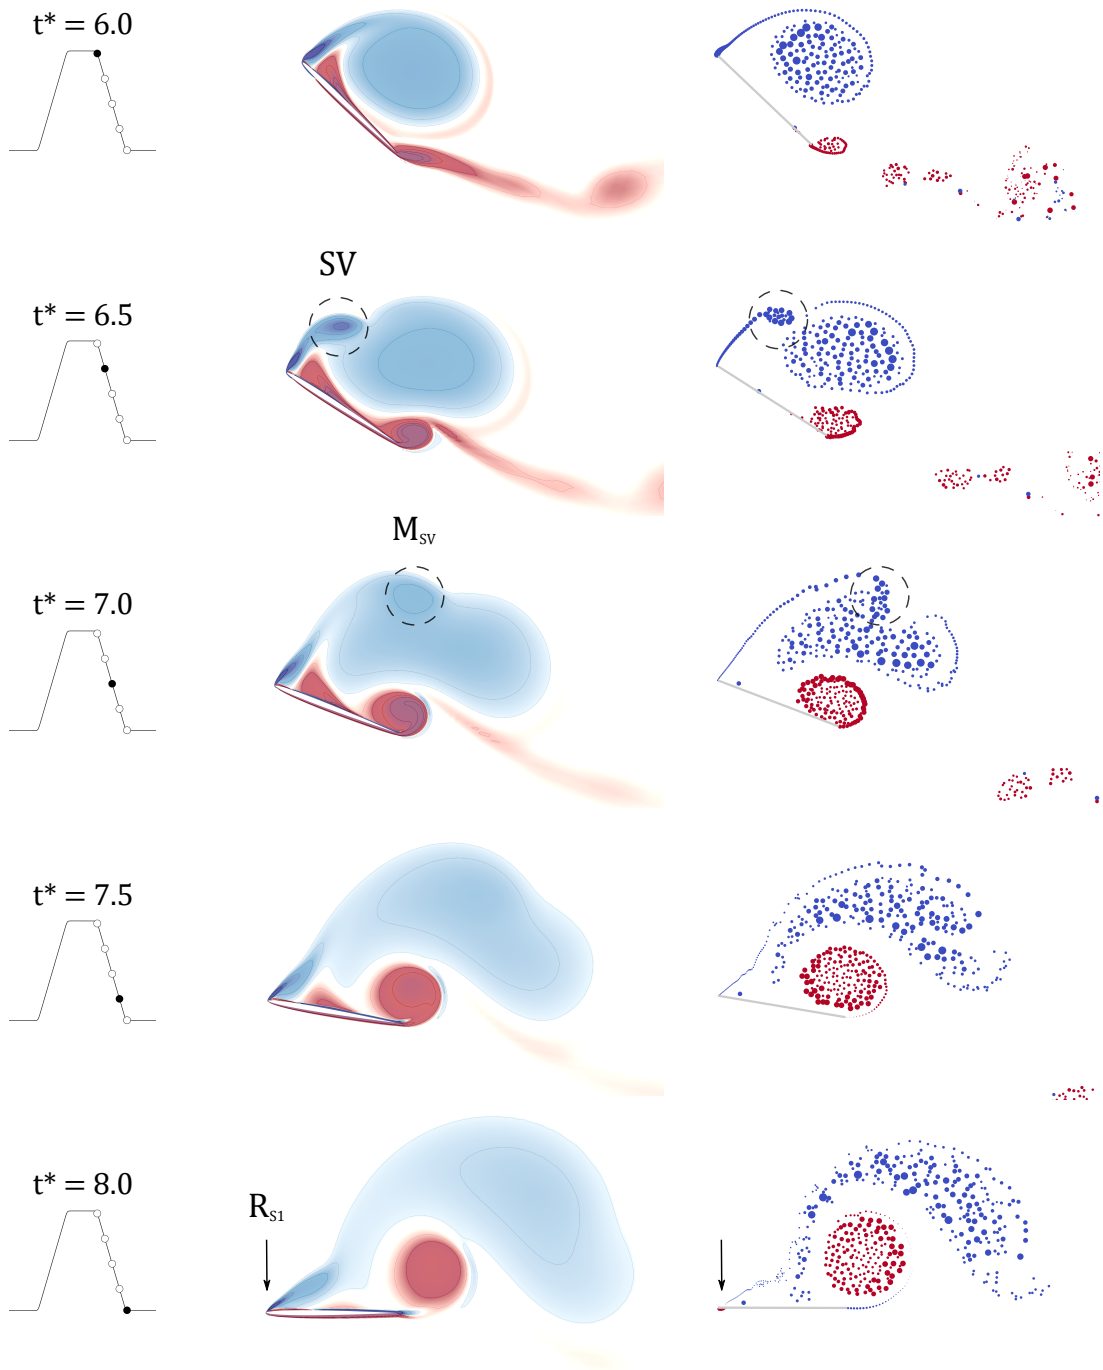 t* = 6.0
SV
t* = 6.5
M_SV
t* = 7.0
t* = 7.5
t* = 8.0
R_S1